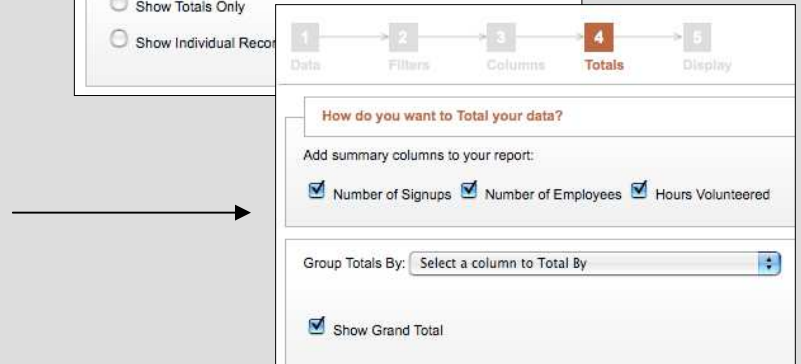 Show Totals Only
Show Individual
1 2 3 4 5
Data Filters Columns Totals Display
How do you want to Total your data?
Add summary columns to your report:
Number of Signups Number of Employees Hours Volunteered
Group Totals By: Select a column to Total By
Show Grand Total